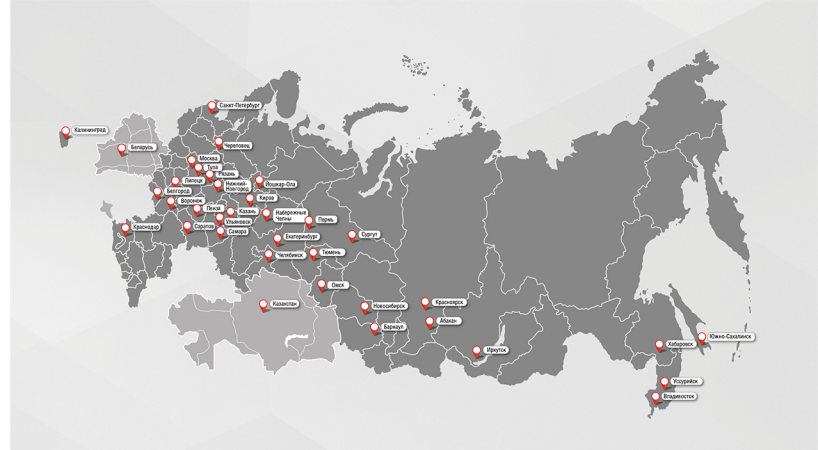 Санкт-Петербург
Калининград
Череповец
Беларусь
Москва
Тула
Рязань
Липецк
Нижний-
Новгород
Йошкар-Ола
Белгород
Киров
Воронеж
Пенза
Казань
Набережные
Челны
Пермь
Ульяновск
Краснодар
Саратов
Самара
Сургут
Екатеринбург
Челябинск
Тюмень
Омск
Казахстан
Новосибирск
Красноярск
Барнаул
Абакан
Иркутск
Южно-Сахалинск
Хабаровск
Уссурийск
Владивосток